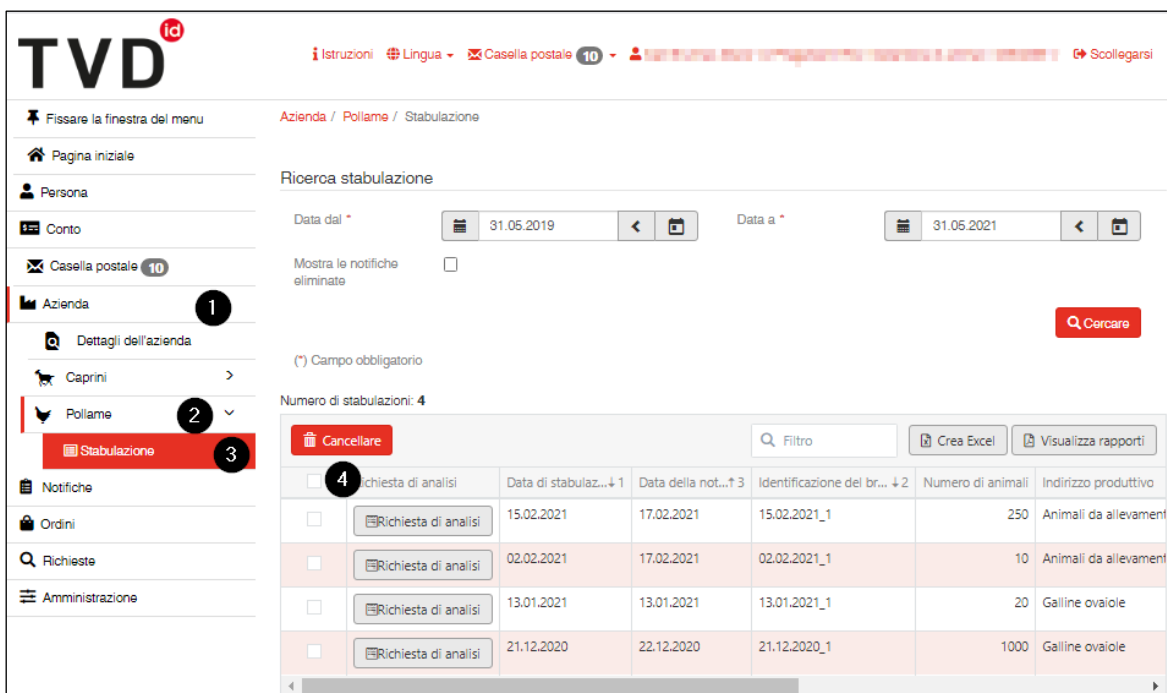 TVD id
Istruzioni Lingua Casella postale 10 Scollegarsi
Fissare la finestra del menu
Pagina iniziale
Persona
Conto
Casella postale 10
Azienda 1
Dettagli dell'azienda
Caprini
Pollame 2
Stabulazione 3
Notifiche
Ordini
Richieste
Amministrazione
Azienda / Pollame / Stabulazione
Ricerca stabulazione
Data dal * 31.05.2019 Data a * 31.05.2021
Mostra le notifiche
eliminate
Cercare
(*) Campo obbligatorio
Numero di stabulazioni: 4
Cancellare Filtro Crea Excel Visualizza rapporti
4 ichiesta di analisi Data di stabulaz...↓1 Data della not...↑3 Identificazione del br... ↓2 Numero di animali Indirizzo produttivo
Richiesta di analisi 15.02.2021 17.02.2021 15.02.2021_1 250 Animali da allevament
Richiesta di analisi 02.02.2021 17.02.2021 02.02.2021_1 10 Animali da allevament
Richiesta di analisi 13.01.2021 13.01.2021 13.01.2021_1 20 Galline ovaiole
Richiesta di analisi 21.12.2020 22.12.2020 21.12.2020_1 1000 Galline ovaiole